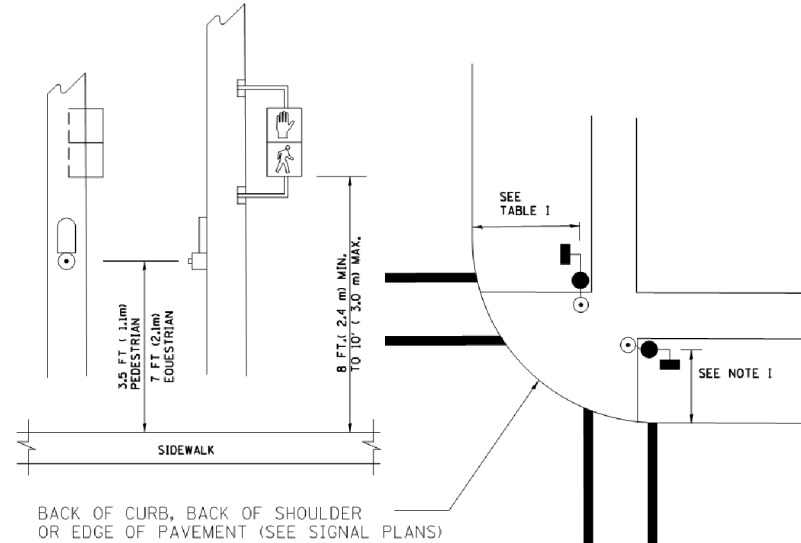 3.5 FT ( 1.1m)
PEDESTRIAN
7 FT (2.1m)
EQUESTRIAN
8 FT.( 2.4 m) MIN.
TO 10' ( 3.0 m) MAX.
SIDEWALK
SEE
TABLE I
SEE NOTE I
BACK OF CURB, BACK OF SHOULDER
OR EDGE OF PAVEMENT (SEE SIGNAL PLANS)